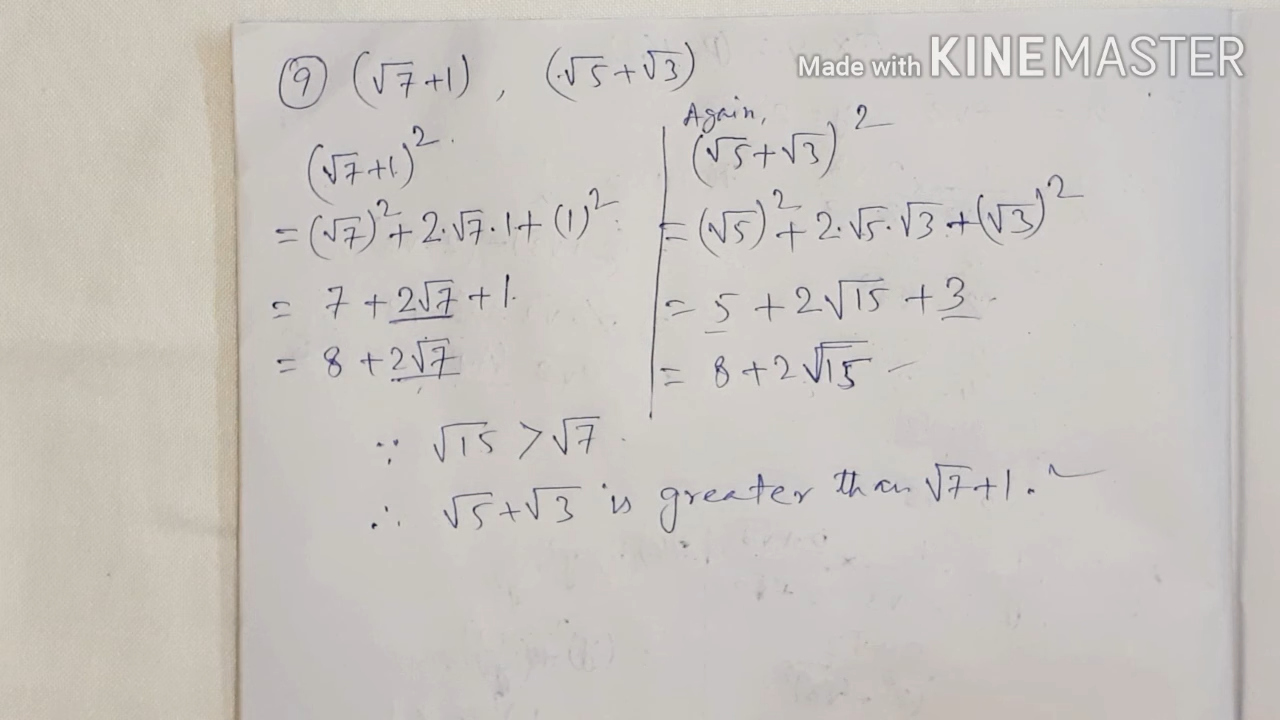 ⑨ (√7+1) , (√5+√3)
Made with KINEMASTER
(√7+1)²
= (√7)² + 2·√7·1 + (1)²
= 7 + 2√7 + 1.
= 8 + 2√7
Again,
(√5+√3)²
= (√5)² + 2·√5·√3 + (√3)²
= 5 + 2√15 + 3
= 8 + 2√15
∵ √15 > √7
∴ √5+√3 is greater than √7+1.